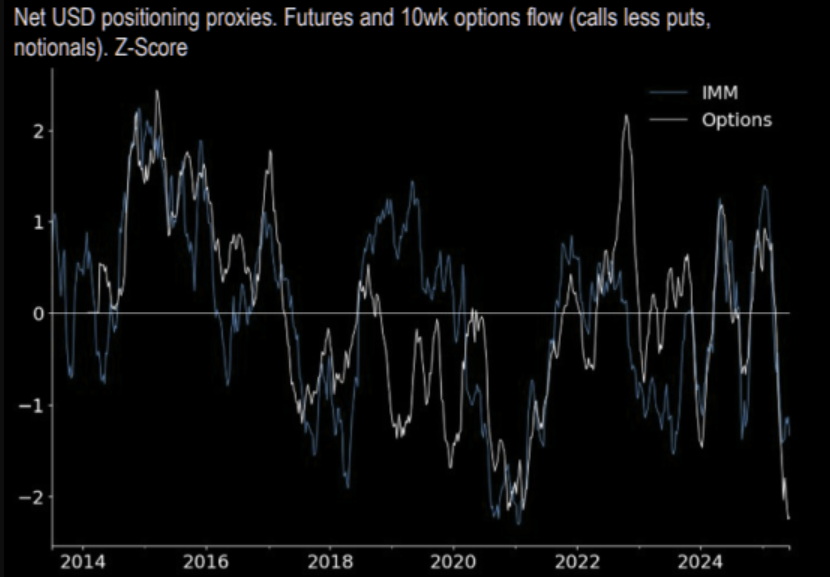 Net USD positioning proxies. Futures and 10wk options flow (calls less puts,
notionals). Z-Score
IMM
Options
2
1
0
−1
−2
2014 2016 2018 2020 2022 2024